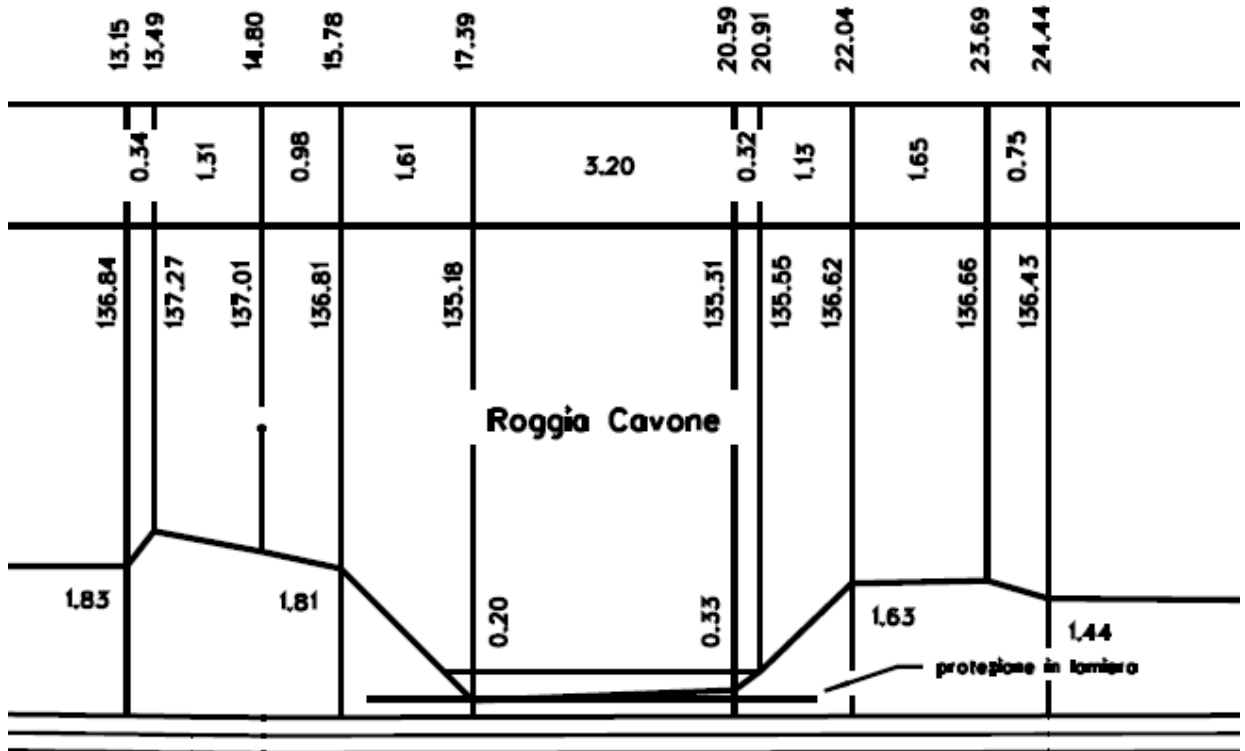 13.15 13.49 14.80 15.78 17.39 20.59 20.91 22.04 23.69 24.44
0.34 1.31 0.98 1.61 3.20 0.32 1.13 1.65 0.75
136.84 137.27 137.01 136.81 135.18 135.31 135.55 136.62 136.66 136.43
Roggia Cavone
1.83 1.81 0.20 0.33 1.63 1.44
protezione in lamiera